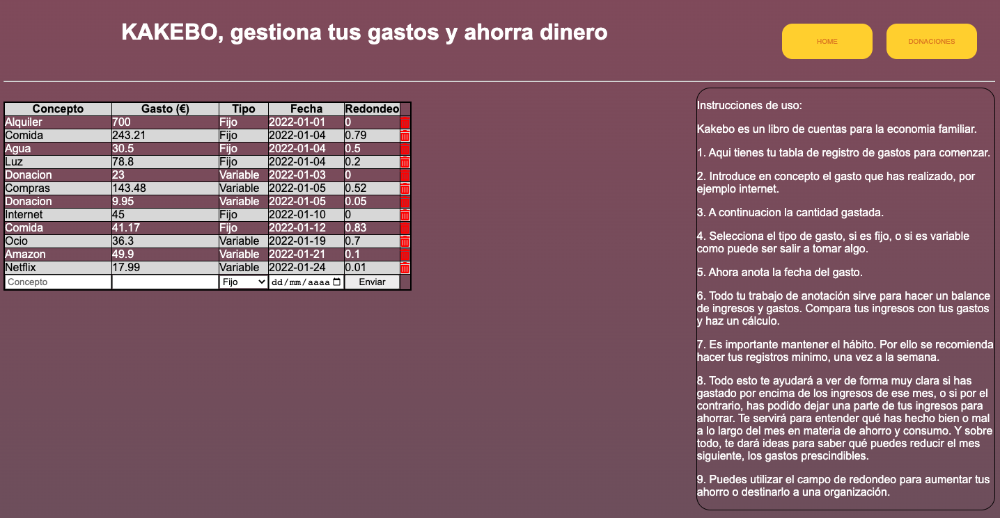 KAKEBO, gestiona tus gastos y ahorra dinero
HOME
DONACIONES
Concepto Gasto (€) Tipo Fecha Redondeo
Alquiler 700 Fijo 2022-01-01 0
Comida 243.21 Fijo 2022-01-04 0.79
Agua 30.5 Fijo 2022-01-04 0.5
Luz 78.8 Fijo 2022-01-04 0.2
Donacion 23 Variable 2022-01-03 0
Compras 143.48 Variable 2022-01-05 0.52
Donacion 9.95 Variable 2022-01-05 0.05
Internet 45 Fijo 2022-01-10 0
Comida 41.17 Fijo 2022-01-12 0.83
Ocio 36.3 Variable 2022-01-19 0.7
Amazon 49.9 Variable 2022-01-21 0.1
Netflix 17.99 Variable 2022-01-24 0.01
Concepto Fijo dd/mm/aaaa Enviar
Instrucciones de uso:
Kakebo es un libro de cuentas para la economia familiar.
1. Aqui tienes tu tabla de registro de gastos para comenzar.
2. Introduce en concepto el gasto que has realizado, por
ejemplo internet.
3. A continuacion la cantidad gastada.
4. Selecciona el tipo de gasto, si es fijo, o si es variable
como puede ser salir a tomar algo.
5. Ahora anota la fecha del gasto.
6. Todo tu trabajo de anotación sirve para hacer un balance
de ingresos y gastos. Compara tus ingresos con tus gastos
y haz un cálculo.
7. Es importante mantener el hábito. Por ello se recomienda
hacer tus registros minimo, una vez a la semana.
8. Todo esto te ayudará a ver de forma muy clara si has
gastado por encima de los ingresos de ese mes, o si por el
contrario, has podido dejar una parte de tus ingresos para
ahorrar. Te servirá para entender qué has hecho bien o mal
a lo largo del mes en materia de ahorro y consumo. Y sobre
todo, te dará ideas para saber qué puedes reducir el mes
siguiente, los gastos prescindibles.
9. Puedes utilizar el campo de redondeo para aumentar tus
ahorro o destinarlo a una organización.